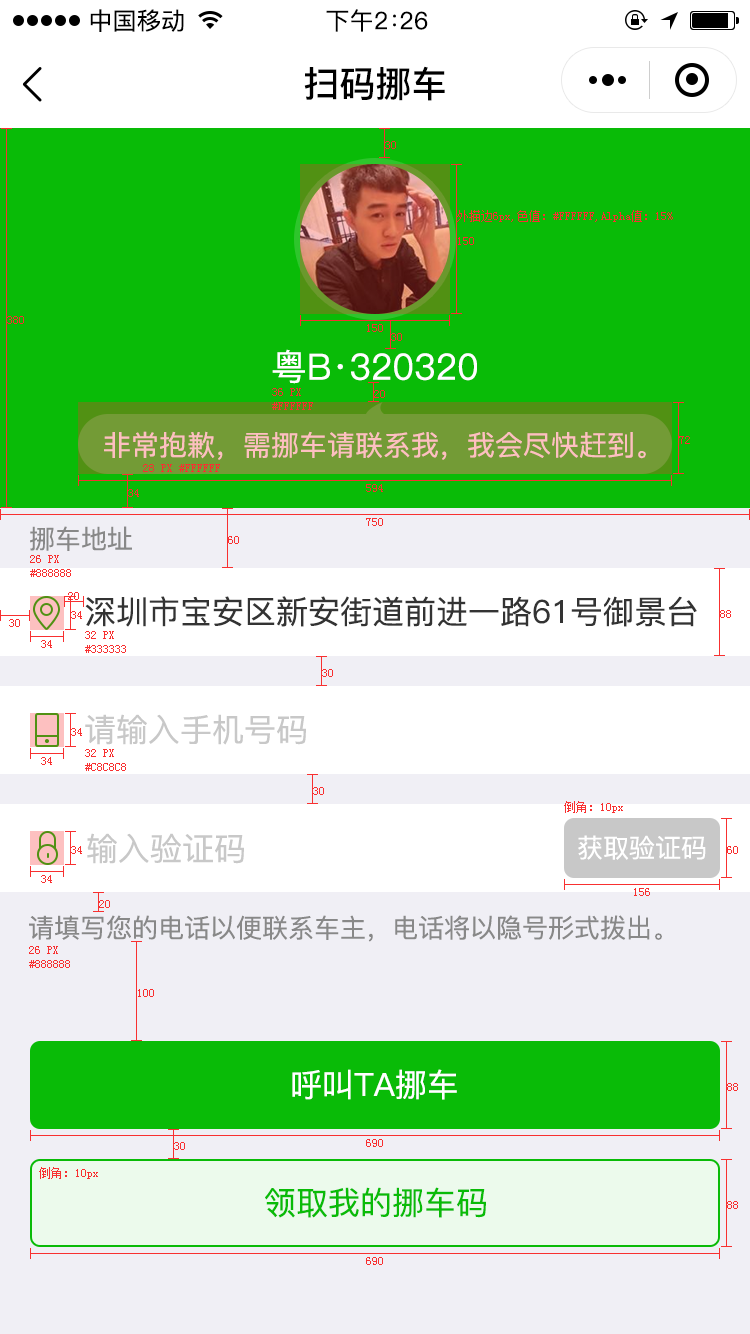 中国移动 下午2:26
扫码挪车
150
粤B·320320
36 PX
20
非常抱歉，需挪车请联系我，我会尽快赶到。
28 PX #FFFFFF
750
挪车地址
60
26 PX
#888888
20
30
34
深圳市宝安区新安街道前进一路61号御景台
88
34
32 PX
#333333
30
34
请输入手机号码
34
32 PX
#C8C8C8
30
倒角：10px
34
输入验证码
获取验证码
60
34
156
20
请填写您的电话以便联系车主，电话将以隐号形式拨出。
26 PX
#888888
100
呼叫TA挪车
88
690
30
倒角：10px
领取我的挪车码
88
690